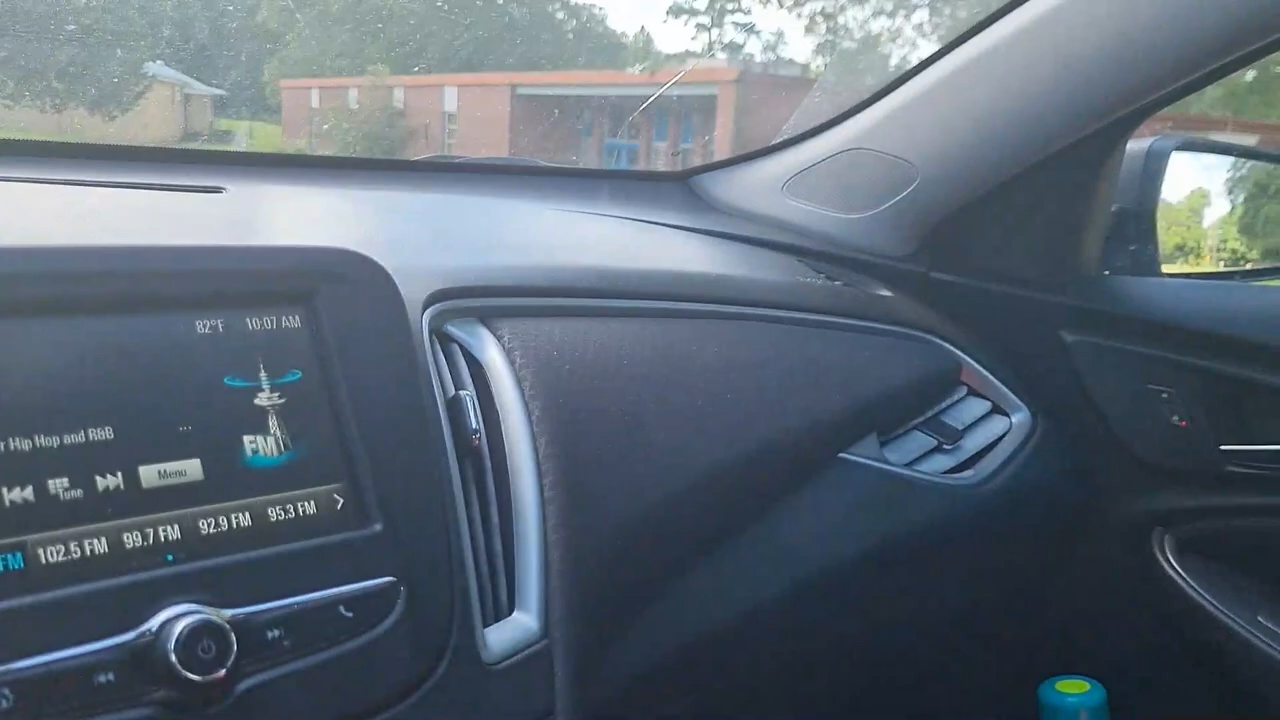 82°F 10:07 AM
r Hip Hop and R&B
...
FM
Tune
Menu
FM 102.5 FM 99.7 FM 92.9 FM 95.3 FM